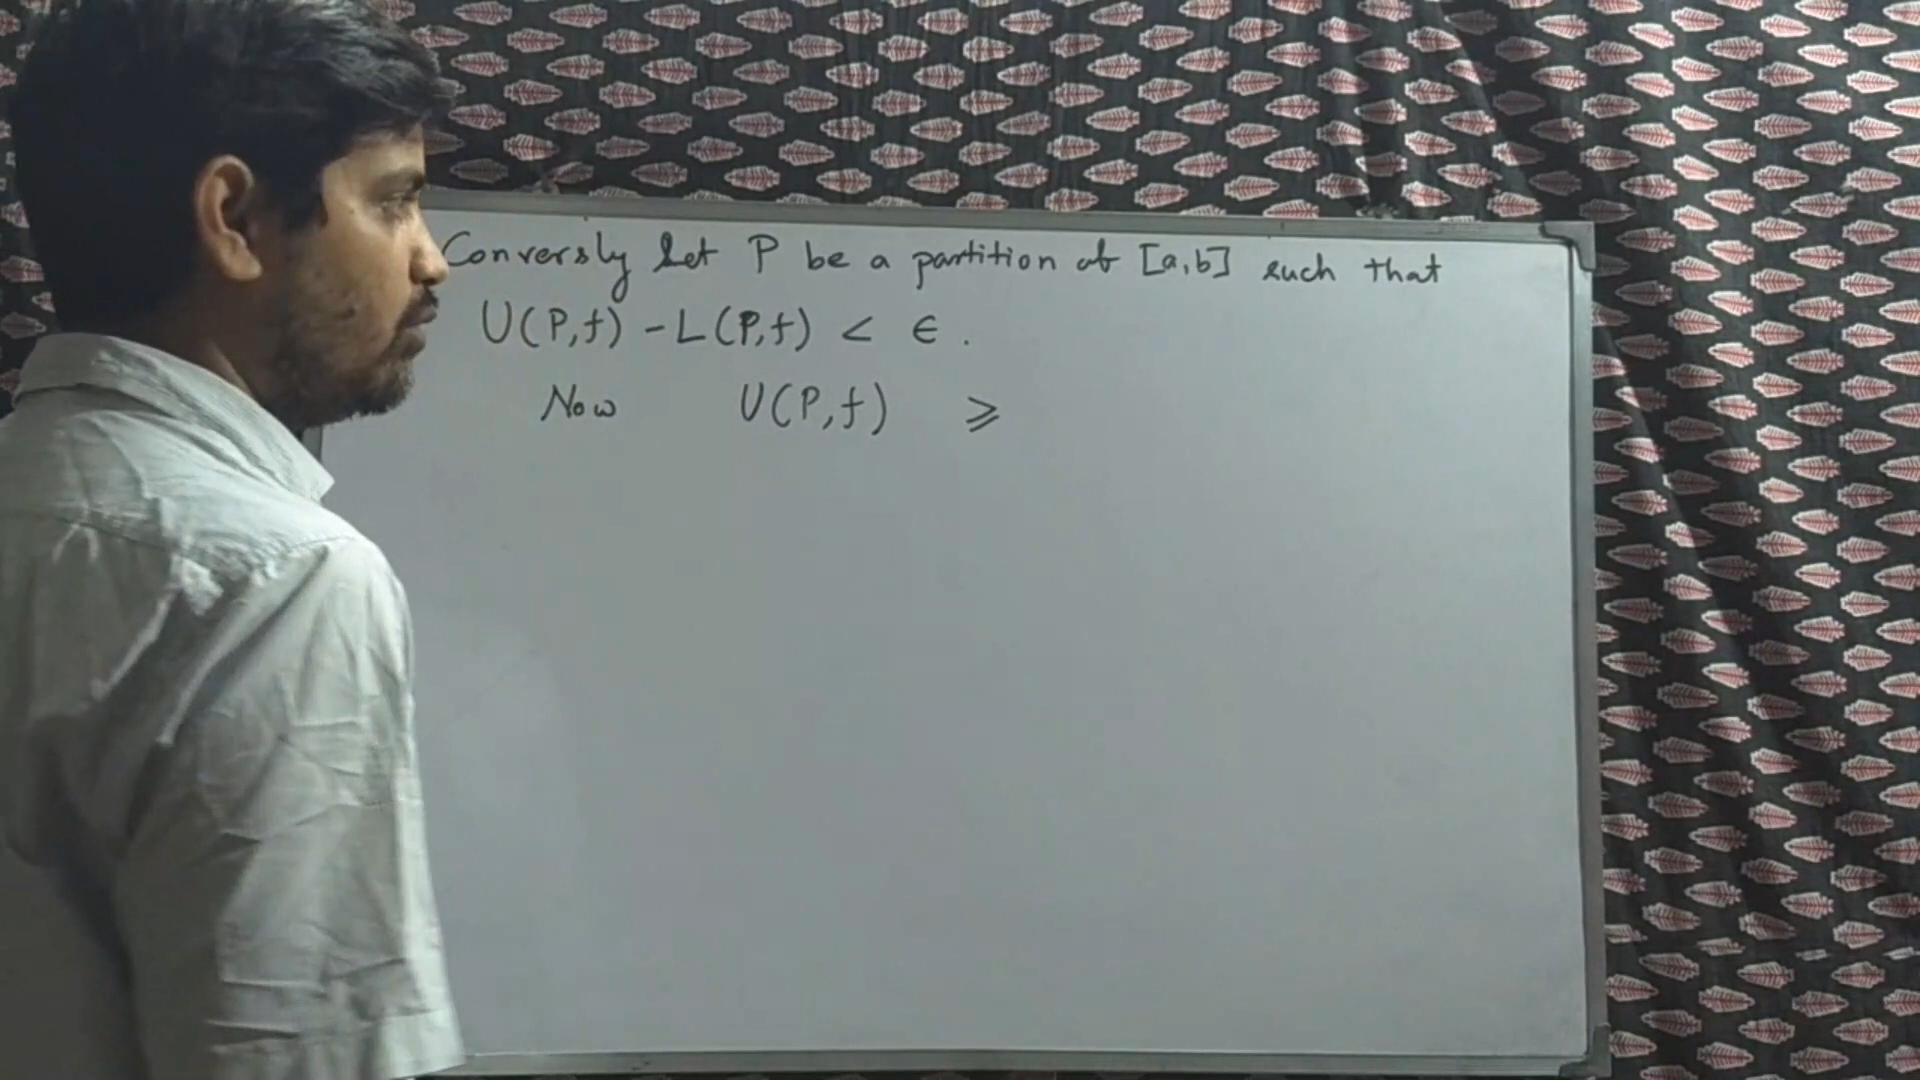 Conversly let P be a partition of [a,b] such that
U(P,f) - L(P,f) < ϵ .
Now U(P,f) ⩾